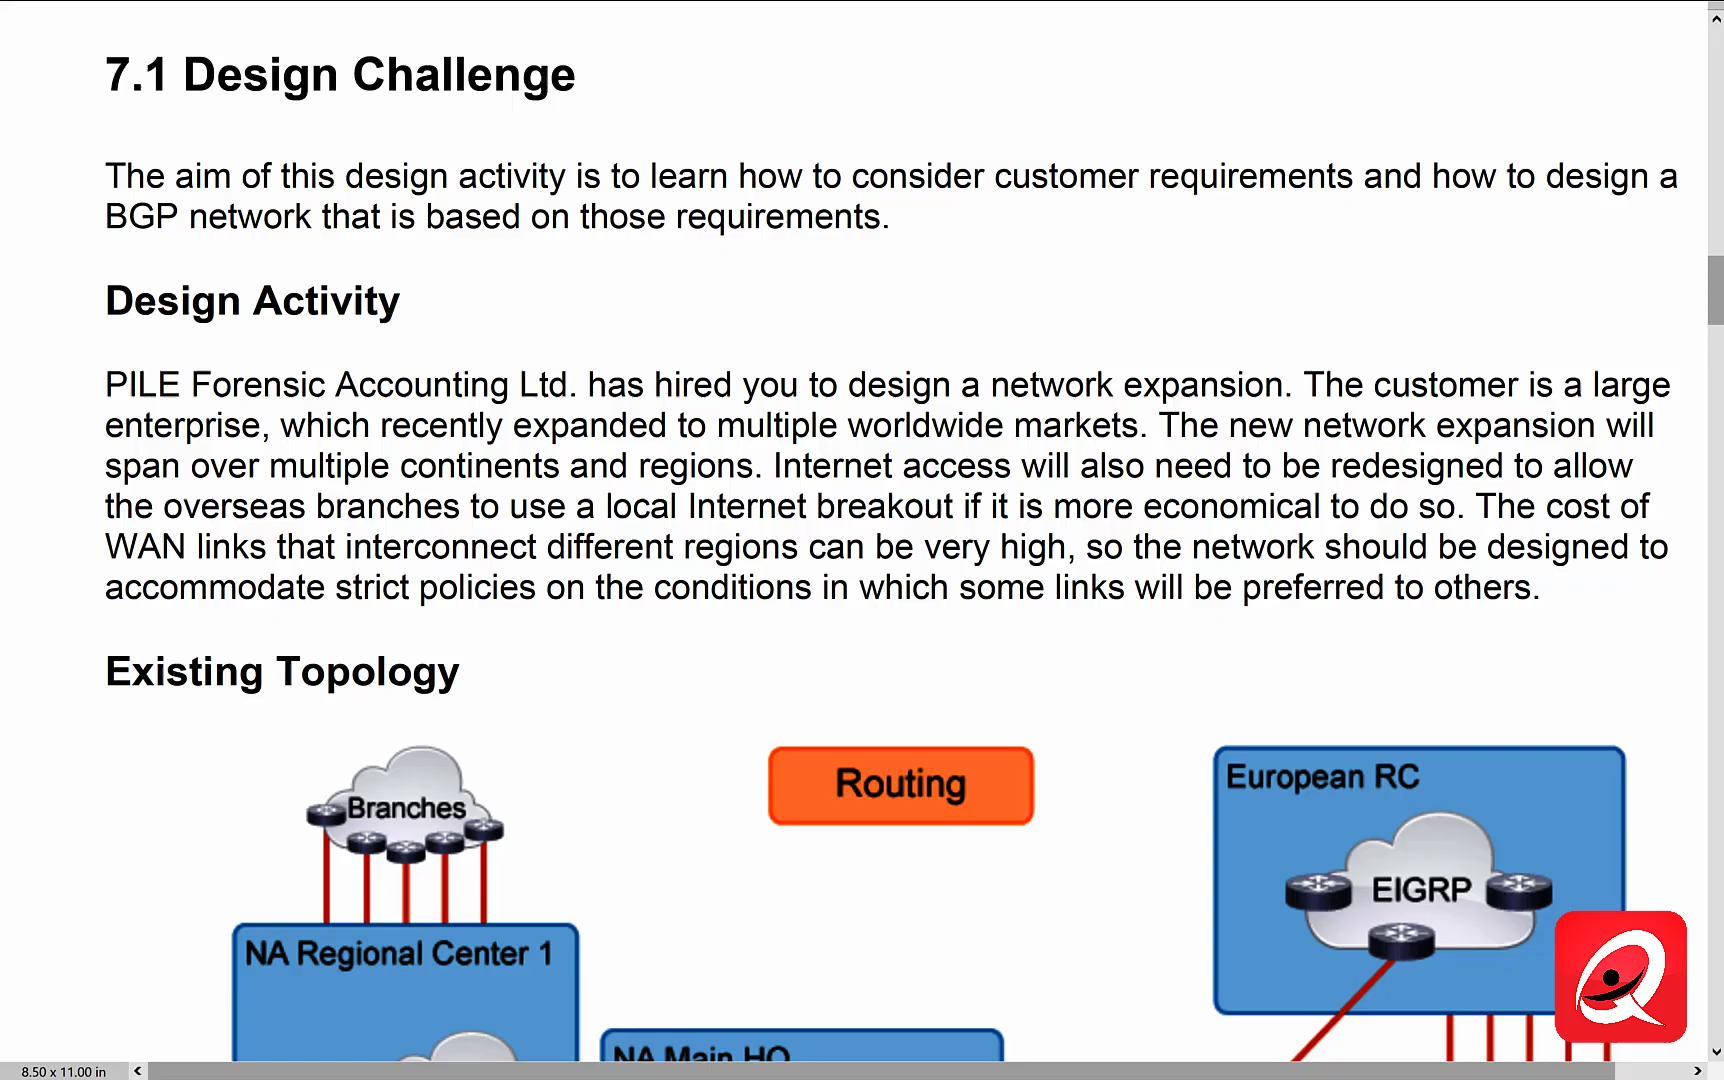 7.1 Design Challenge
The aim of this design activity is to learn how to consider customer requirements and how to design a
BGP network that is based on those requirements.
Design Activity
PILE Forensic Accounting Ltd. has hired you to design a network expansion. The customer is a large
enterprise, which recently expanded to multiple worldwide markets. The new network expansion will
span over multiple continents and regions. Internet access will also need to be redesigned to allow
the overseas branches to use a local Internet breakout if it is more economical to do so. The cost of
WAN links that interconnect different regions can be very high, so the network should be designed to
accommodate strict policies on the conditions in which some links will be preferred to others.
Existing Topology
Branches
Routing
European RC
EIGRP
NA Regional Center 1
NA Main HQ
8.50 x 11.00 in